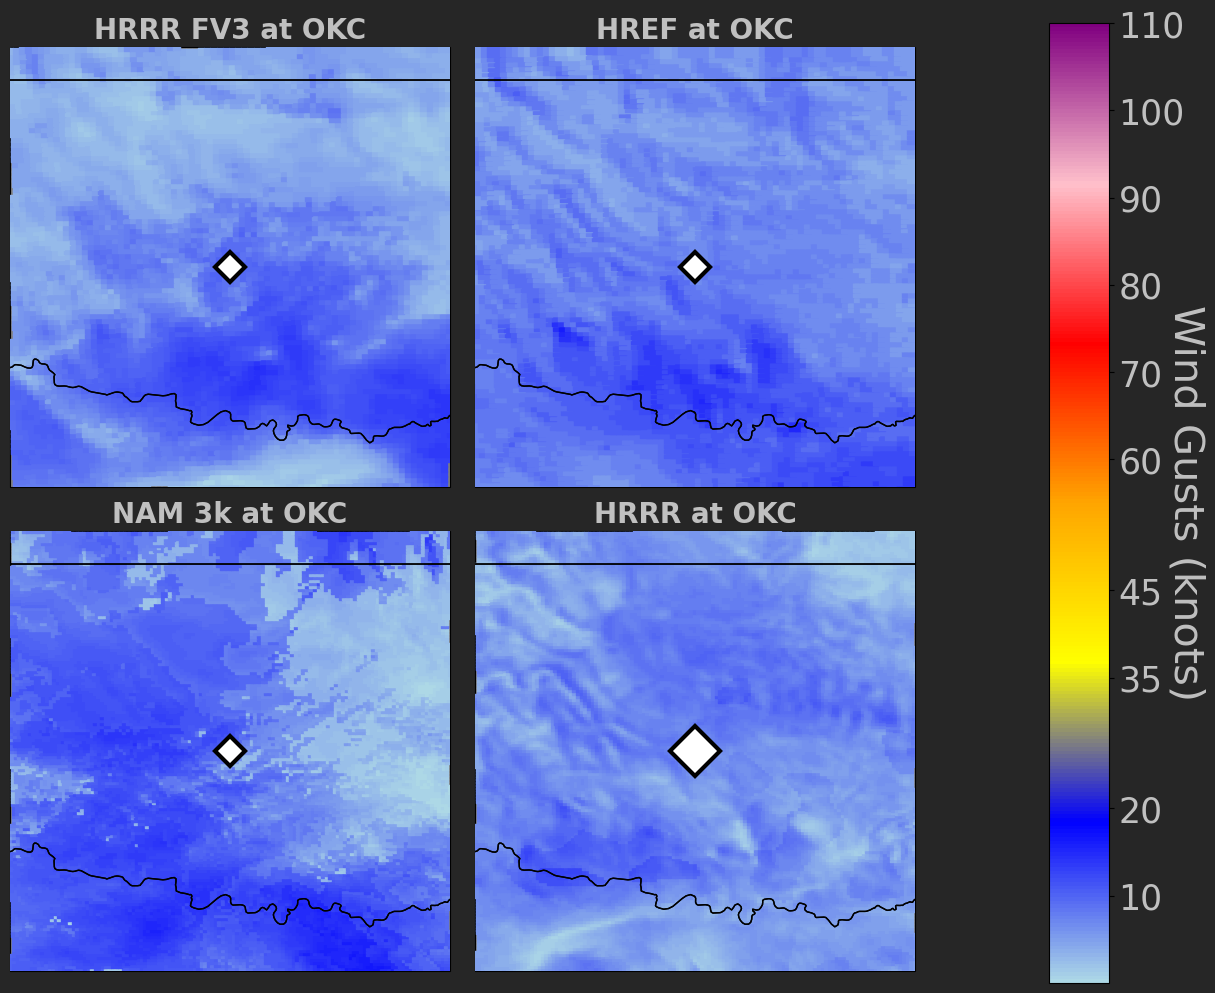 HRRR FV3 at OKC
HREF at OKC
NAM 3k at OKC
HRRR at OKC
110
100
90
80
70
60
45
35
20
10
Wind Gusts (knots)